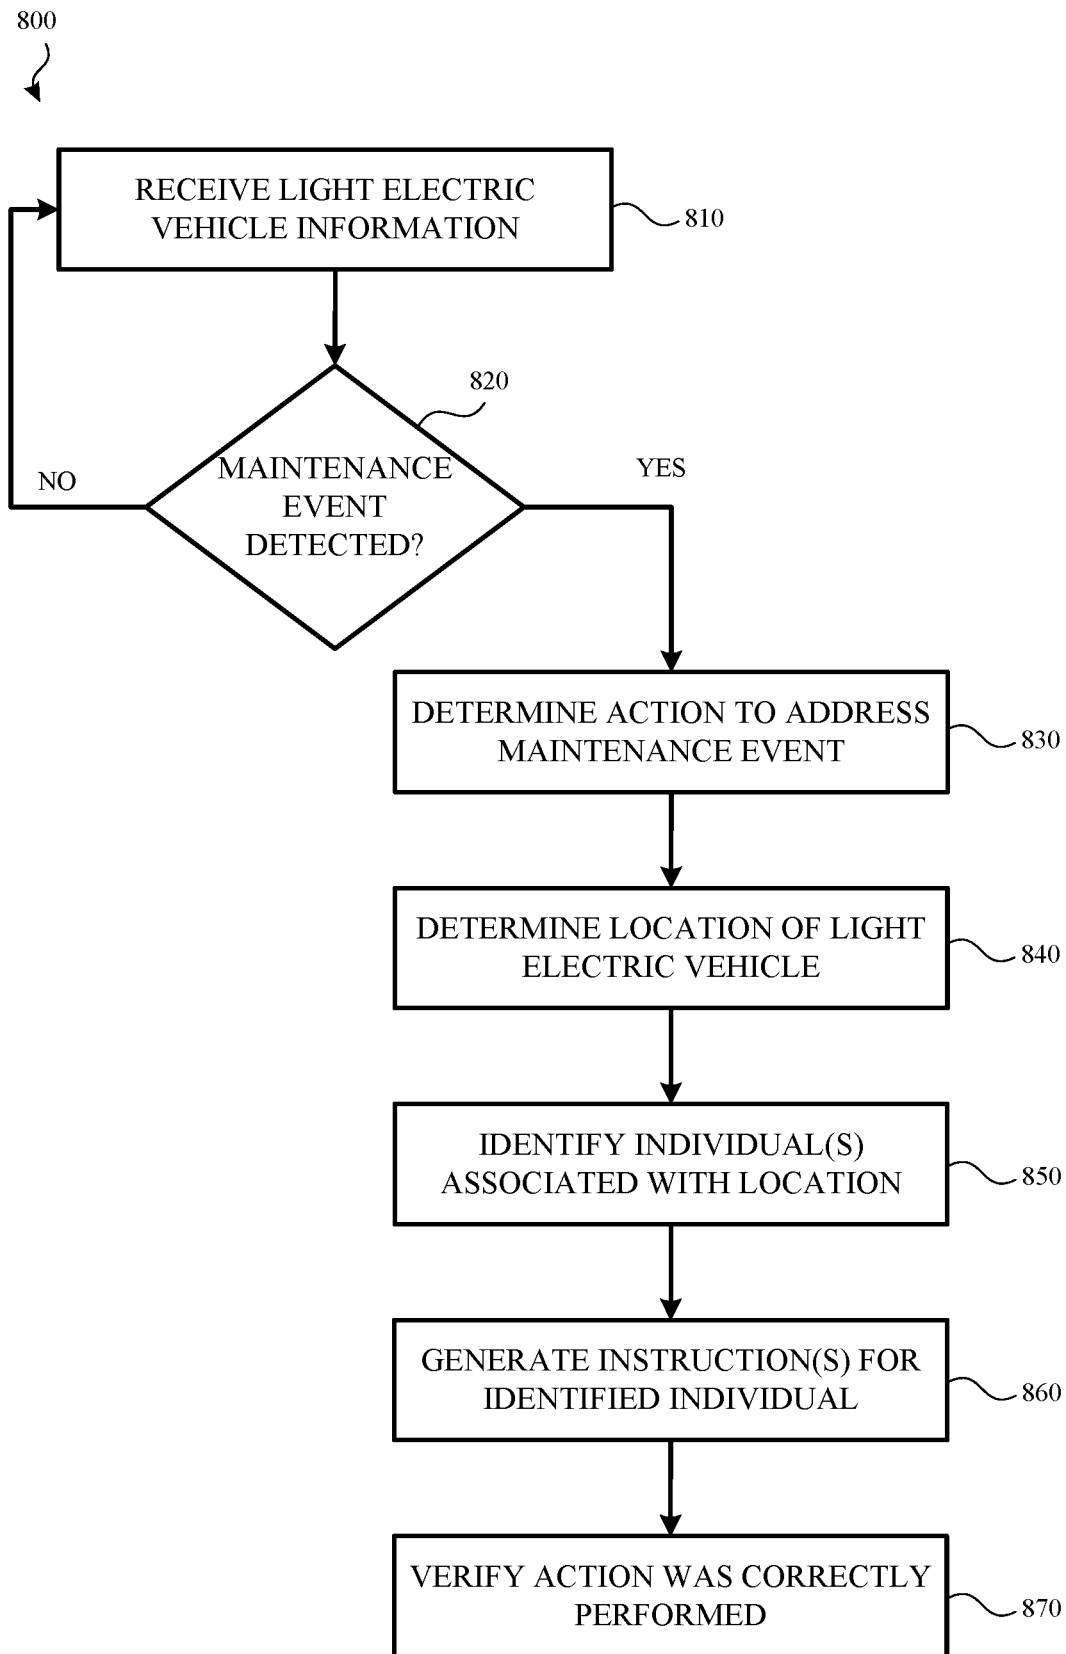 800
RECEIVE LIGHT ELECTRIC
VEHICLE INFORMATION
810
820
MAINTENANCE
EVENT
DETECTED?
NO
YES
DETERMINE ACTION TO ADDRESS
MAINTENANCE EVENT
830
DETERMINE LOCATION OF LIGHT
ELECTRIC VEHICLE
840
IDENTIFY INDIVIDUAL(S)
ASSOCIATED WITH LOCATION
850
GENERATE INSTRUCTION(S) FOR
IDENTIFIED INDIVIDUAL
860
VERIFY ACTION WAS CORRECTLY
PERFORMED
870